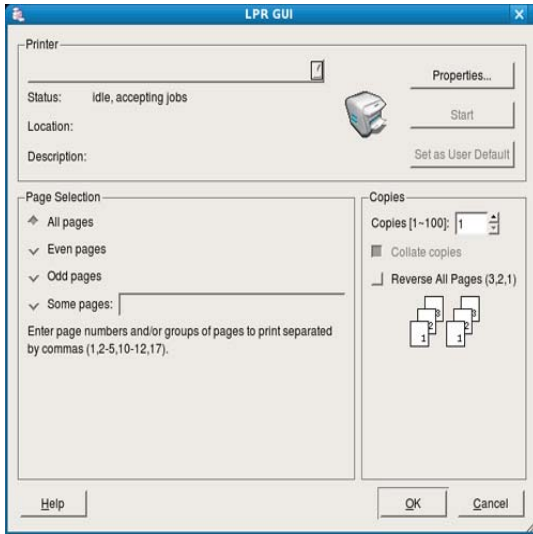 LPR GUI
Printer
Properties...
Status: idle, accepting jobs
Start
Location:
Description:
Set as User Default
Page Selection
All pages
Even pages
Odd pages
Some pages:
Enter page numbers and/or groups of pages to print separated
by commas (1,2-5,10-12,17).
Copies
Copies [1~100]: 1
Collate copies
Reverse All Pages (3,2,1)
3 3
2 2
1 1
Help
OK
Cancel